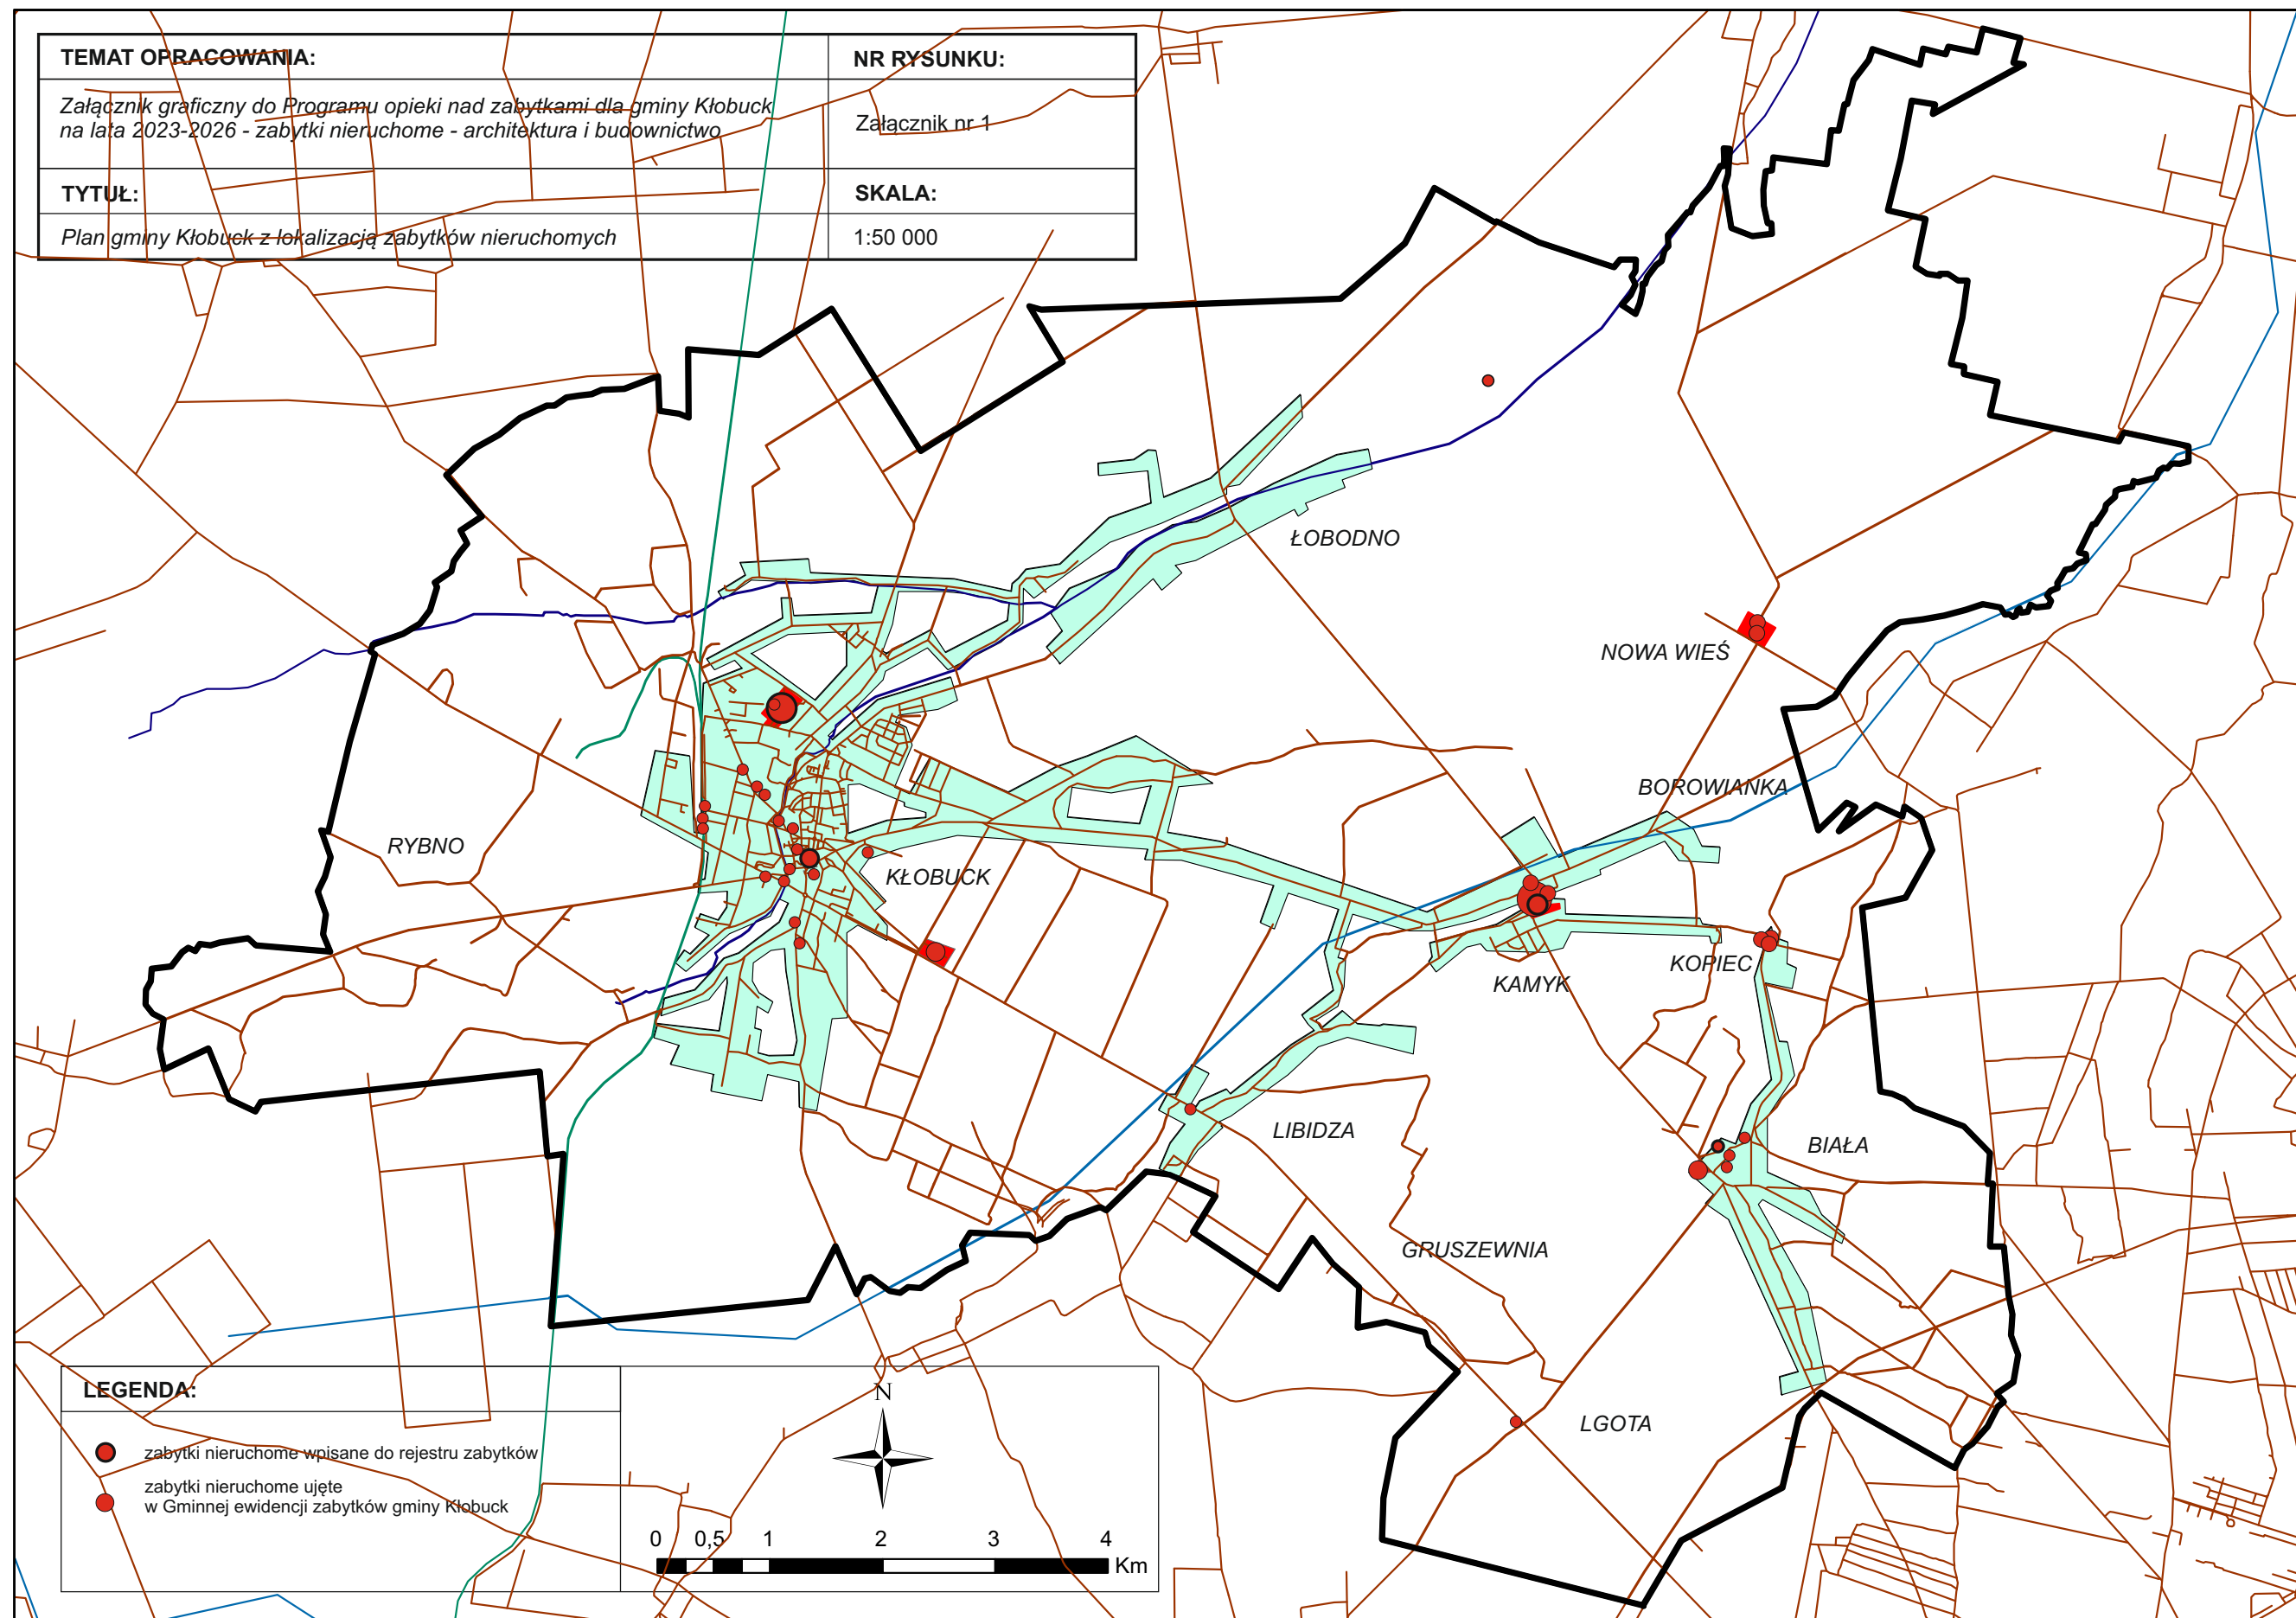 TEMAT OPRACOWANIA:
NR RYSUNKU:
Załącznik graficzny do Programu opieki nad zabytkami dla gminy Kłobuck
na lata 2023-2026 - zabytki nieruchome - architektura i budownictwo
Załącznik nr 1
TYTUŁ:
SKALA:
Plan gminy Kłobuck z lokalizacją zabytków nieruchomych
1:50 000
ŁOBODNO
NOWA WIEŚ
BOROWIANKA
RYBNO
KŁOBUCK
KOPIEC
KAMYK
LIBIDZA
BIAŁA
GRUSZEWNIA
LGOTA
LEGENDA:
zabytki nieruchome wpisane do rejestru zabytków
zabytki nieruchome ujęte
w Gminnej ewidencji zabytków gminy Kłobuck
N
0 0,5 1 2 3 4
Km